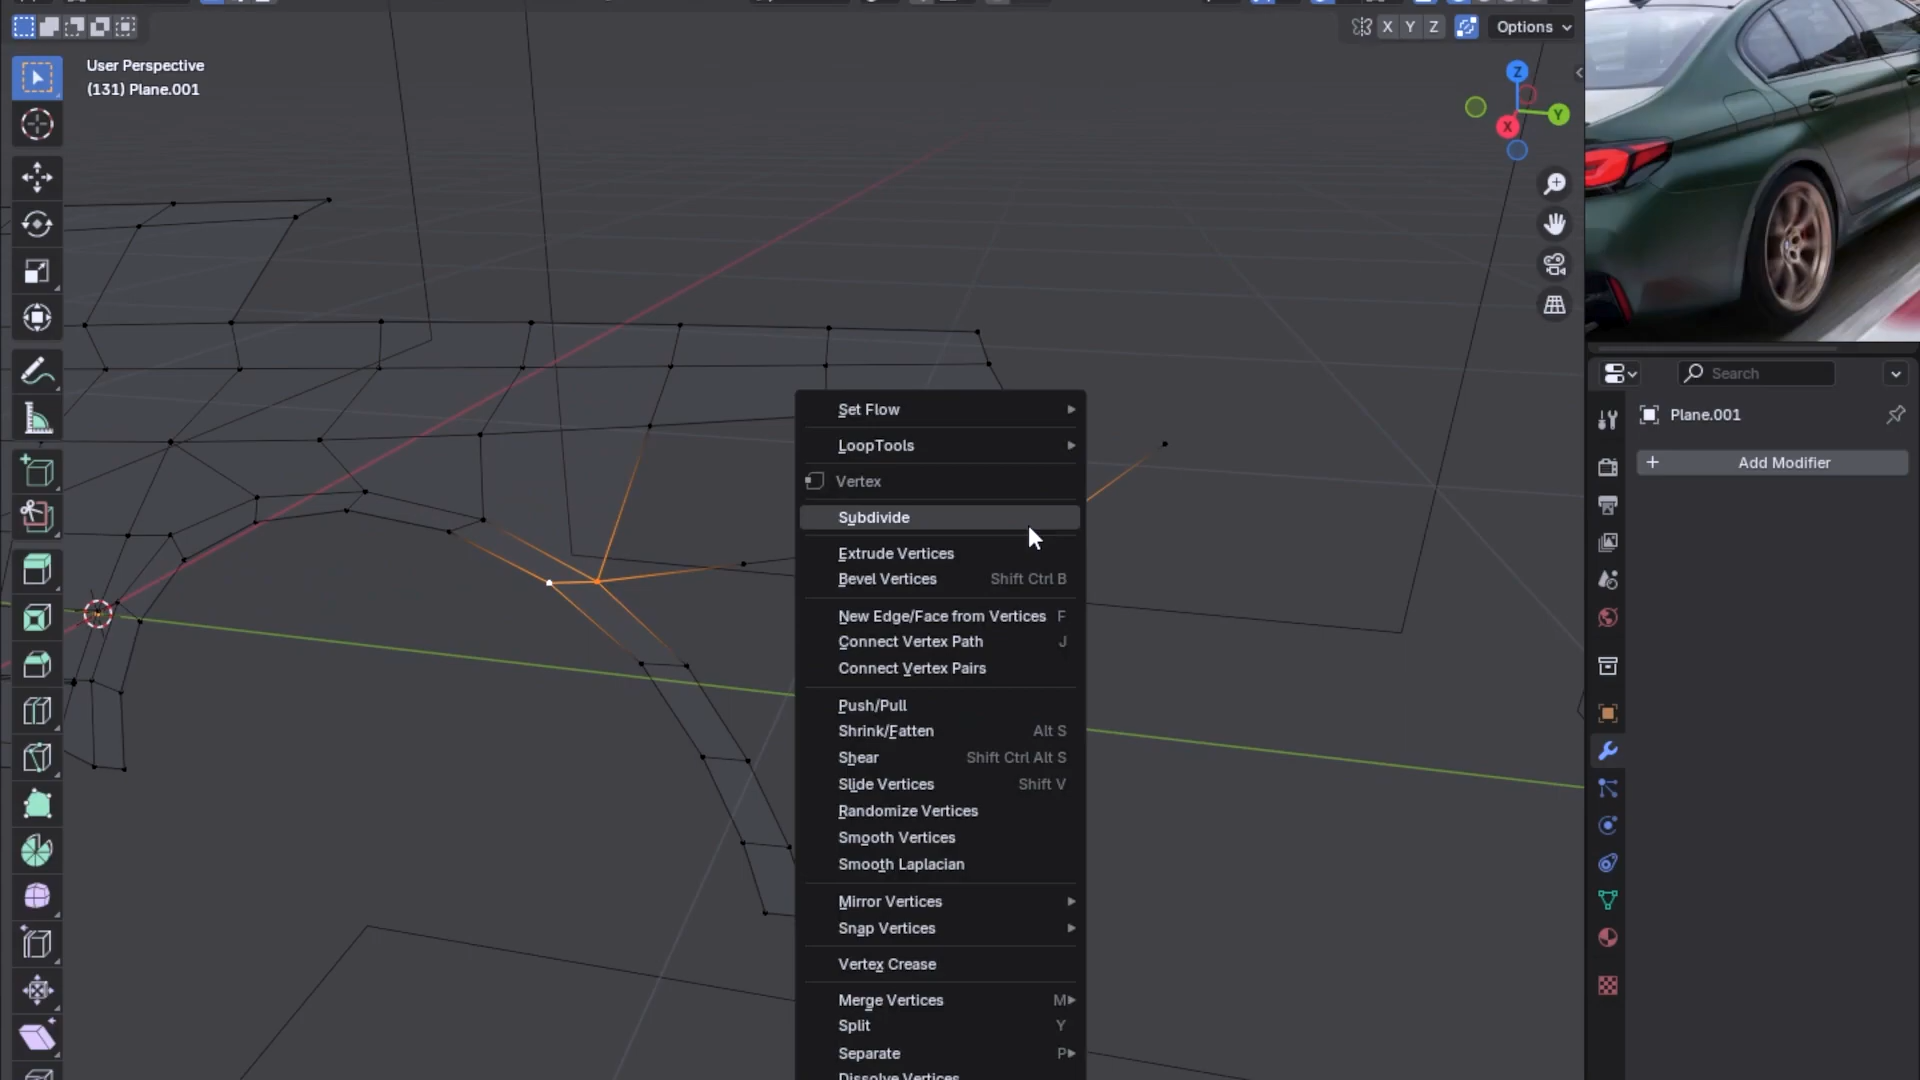 X Y Z Options
User Perspective
(131) Plane.001
Z
Y
X
Search
Plane.001
+ Add Modifier
Set Flow
LoopTools
Vertex
Subdivide
Extrude Vertices
Bevel Vertices Shift Ctrl B
New Edge/Face from Vertices F
Connect Vertex Path J
Connect Vertex Pairs
Push/Pull
Shrink/Fatten Alt S
Shear Shift Ctrl Alt S
Slide Vertices Shift V
Randomize Vertices
Smooth Vertices
Smooth Laplacian
Mirror Vertices
Snap Vertices
Vertex Crease
Merge Vertices M
Split Y
Separate P
Dissolve Vertices